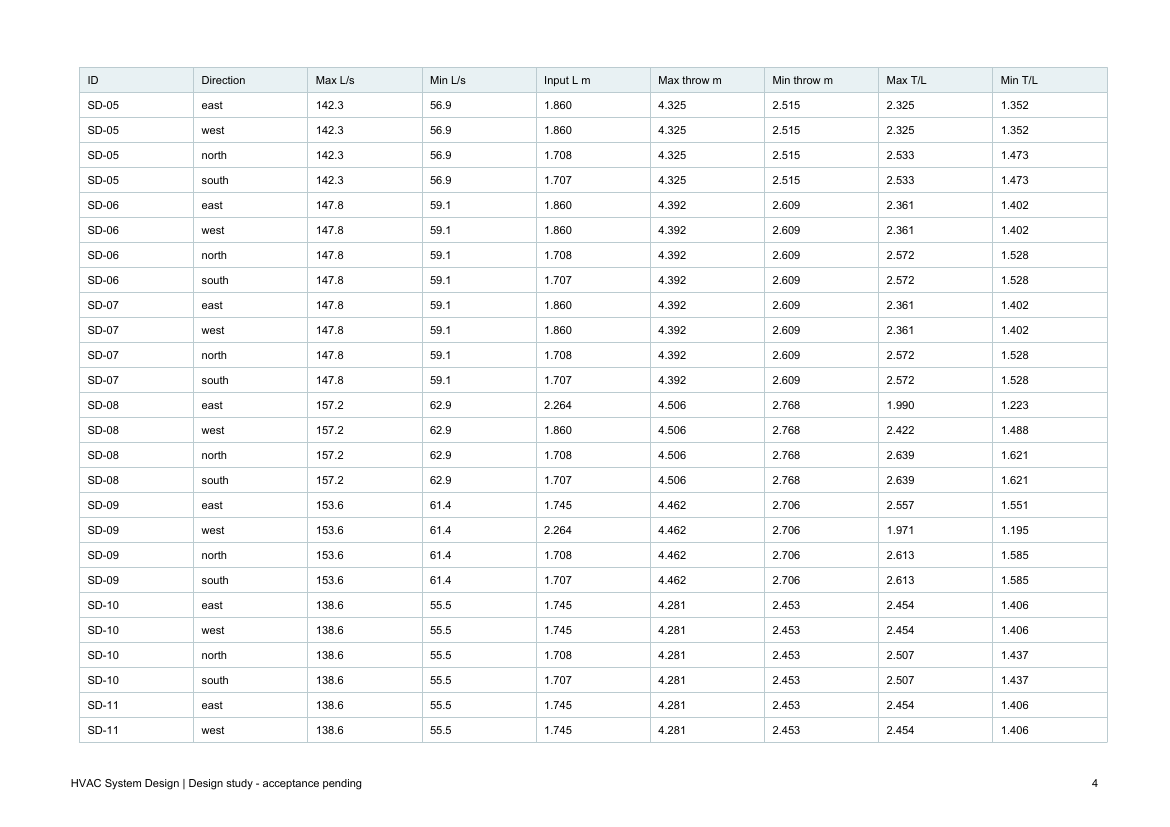 ID Direction Max L/s Min L/s Input L m Max throw m Min throw m Max T/L Min T/L
SD-05 east 142.3 56.9 1.860 4.325 2.515 2.325 1.352
SD-05 west 142.3 56.9 1.860 4.325 2.515 2.325 1.352
SD-05 north 142.3 56.9 1.708 4.325 2.515 2.533 1.473
SD-05 south 142.3 56.9 1.707 4.325 2.515 2.533 1.473
SD-06 east 147.8 59.1 1.860 4.392 2.609 2.361 1.402
SD-06 west 147.8 59.1 1.860 4.392 2.609 2.361 1.402
SD-06 north 147.8 59.1 1.708 4.392 2.609 2.572 1.528
SD-06 south 147.8 59.1 1.707 4.392 2.609 2.572 1.528
SD-07 east 147.8 59.1 1.860 4.392 2.609 2.361 1.402
SD-07 west 147.8 59.1 1.860 4.392 2.609 2.361 1.402
SD-07 north 147.8 59.1 1.708 4.392 2.609 2.572 1.528
SD-07 south 147.8 59.1 1.707 4.392 2.609 2.572 1.528
SD-08 east 157.2 62.9 2.264 4.506 2.768 1.990 1.223
SD-08 west 157.2 62.9 1.860 4.506 2.768 2.422 1.488
SD-08 north 157.2 62.9 1.708 4.506 2.768 2.639 1.621
SD-08 south 157.2 62.9 1.707 4.506 2.768 2.639 1.621
SD-09 east 153.6 61.4 1.745 4.462 2.706 2.557 1.551
SD-09 west 153.6 61.4 2.264 4.462 2.706 1.971 1.195
SD-09 north 153.6 61.4 1.708 4.462 2.706 2.613 1.585
SD-09 south 153.6 61.4 1.707 4.462 2.706 2.613 1.585
SD-10 east 138.6 55.5 1.745 4.281 2.453 2.454 1.406
SD-10 west 138.6 55.5 1.745 4.281 2.453 2.454 1.406
SD-10 north 138.6 55.5 1.708 4.281 2.453 2.507 1.437
SD-10 south 138.6 55.5 1.707 4.281 2.453 2.507 1.437
SD-11 east 138.6 55.5 1.745 4.281 2.453 2.454 1.406
SD-11 west 138.6 55.5 1.745 4.281 2.453 2.454 1.406
HVAC System Design | Design study - acceptance pending 4